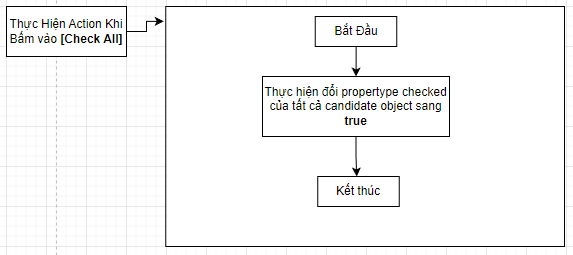 Thực Hiện Action Khi
Bấm vào [Check All]
Bắt Đầu
Thực hiện đổi propertype checked
của tất cả candidate object sang
true
Kết thúc